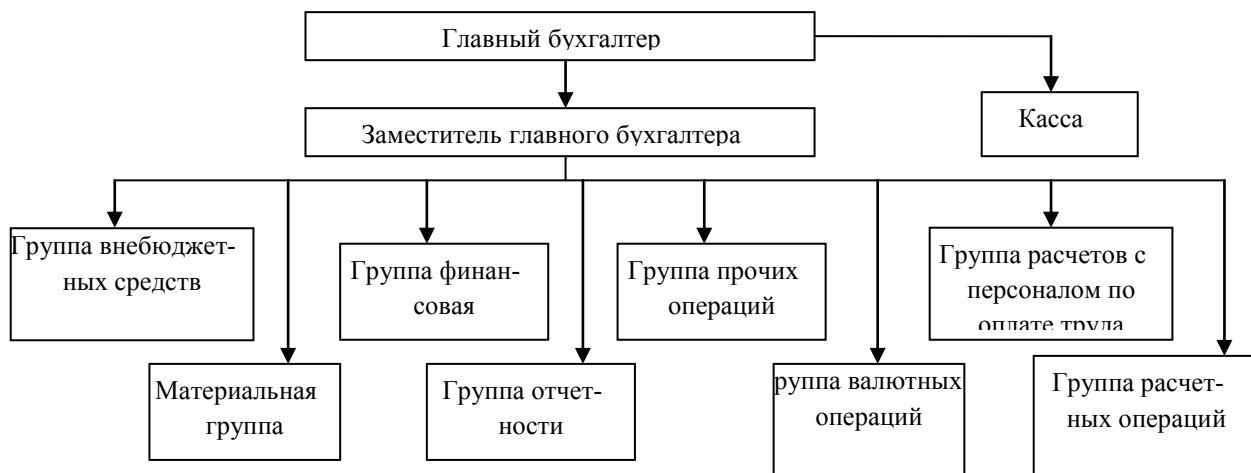 Главный бухгалтер
Касса
Заместитель главного бухгалтера
Группа внебюджет-
ных средств
Группа финан-
совая
Группа прочих
операций
Группа расчетов с
персоналом по
оплате труда
Материальная
группа
Группа отчет-
ности
руппа валютных
операций
Группа расчет-
ных операций